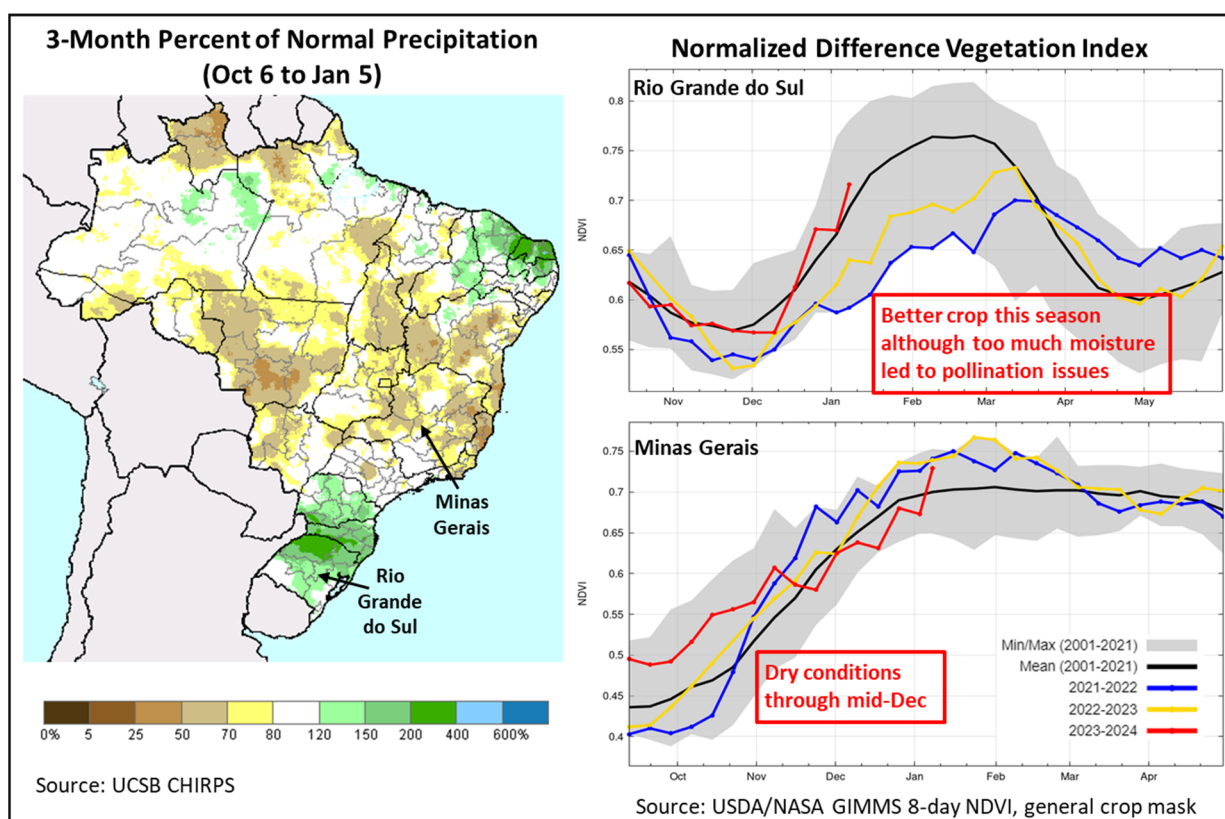 3-Month Percent of Normal Precipitation
(Oct 6 to Jan 5)
Minas
Gerais
Rio
Grande
do Sul
0% 5 25 50 70 80 120 150 200 400 600%
Source: UCSB CHIRPS
Normalized Difference Vegetation Index
Rio Grande do Sul
0.8
0.75
0.7
0.65
0.6
0.55
NDVI
Better crop this season
although too much moisture
led to pollination issues
Nov Dec Jan Feb Mar Apr May
Minas Gerais
0.75
0.7
0.65
0.6
0.55
0.5
0.45
0.4
NDVI
Dry conditions
through mid-Dec
Min/Max (2001-2021)
Mean (2001-2021)
2021-2022
2022-2023
2023-2024
Oct Nov Dec Jan Feb Mar Apr
Source: USDA/NASA GIMMS 8-day NDVI, general crop mask